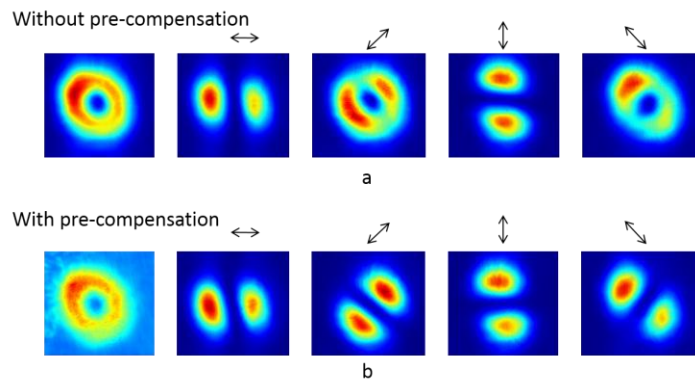 Without pre-compensation
a
With pre-compensation
b